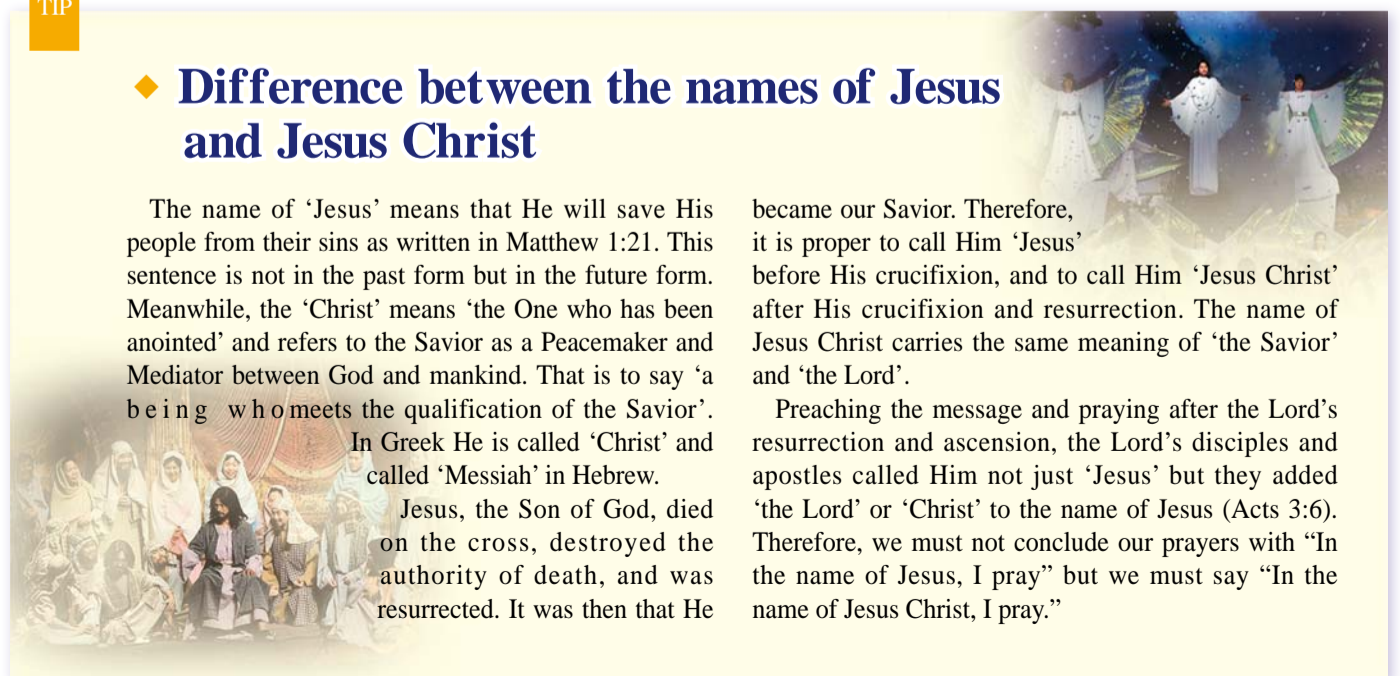 TIP
Difference between the names of Jesus
and Jesus Christ
The name of ‘Jesus’ means that He will save His
people from their sins as written in Matthew 1:21. This
sentence is not in the past form but in the future form.
Meanwhile, the ‘Christ’ means ‘the One who has been
anointed’ and refers to the Savior as a Peacemaker and
Mediator between God and mankind. That is to say ‘a
being who meets the qualification of the Savior’.
In Greek He is called ‘Christ’ and
called ‘Messiah’ in Hebrew.
Jesus, the Son of God, died
on the cross, destroyed the
authority of death, and was
resurrected. It was then that He
became our Savior. Therefore,
it is proper to call Him ‘Jesus’
before His crucifixion, and to call Him ‘Jesus Christ’
after His crucifixion and resurrection. The name of
Jesus Christ carries the same meaning of ‘the Savior’
and ‘the Lord’.
Preaching the message and praying after the Lord’s
resurrection and ascension, the Lord’s disciples and
apostles called Him not just ‘Jesus’ but they added
‘the Lord’ or ‘Christ’ to the name of Jesus (Acts 3:6).
Therefore, we must not conclude our prayers with “In
the name of Jesus, I pray” but we must say “In the
name of Jesus Christ, I pray.”